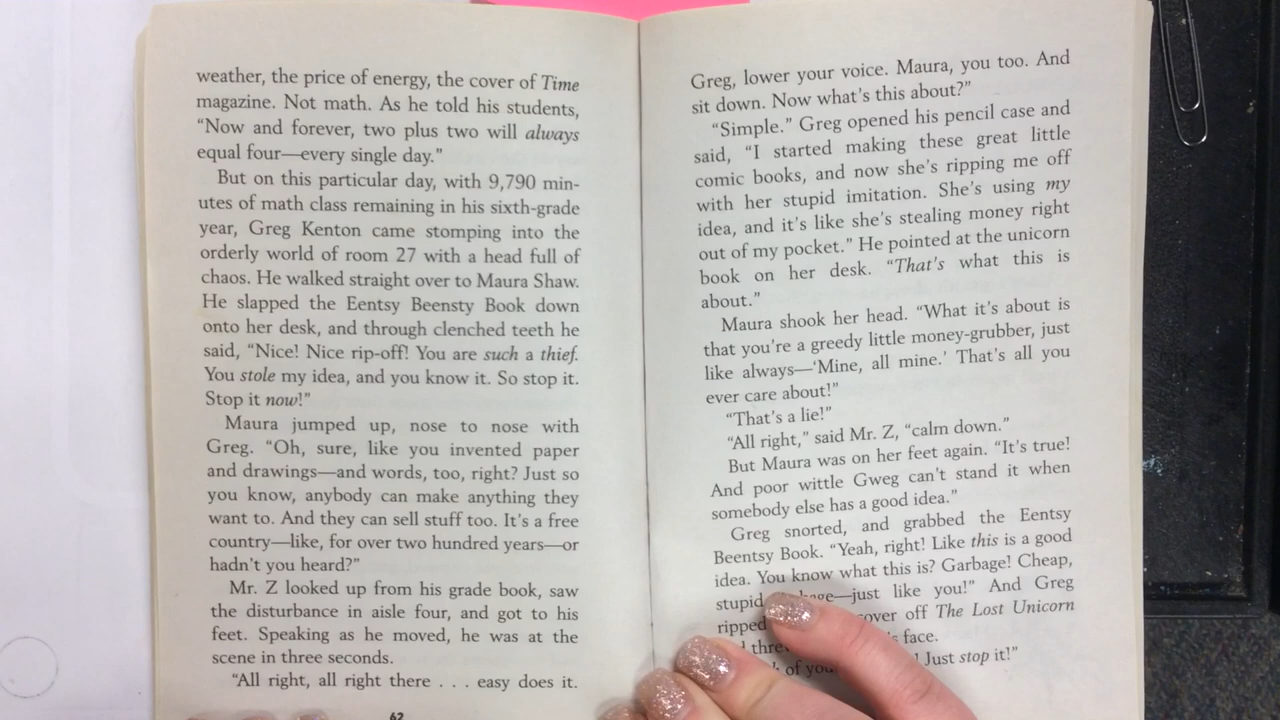 weather, the price of energy, the cover of Time
magazine. Not math. As he told his students,
“Now and forever, two plus two will always
equal four—every single day.”
But on this particular day, with 9,790 min-
utes of math class remaining in his sixth-grade
year, Greg Kenton came stomping into the
orderly world of room 27 with a head full of
chaos. He walked straight over to Maura Shaw.
He slapped the Eentsy Beensty Book down
onto her desk, and through clenched teeth he
said, “Nice! Nice rip-off! You are such a thief.
You stole my idea, and you know it. So stop it.
Stop it now!”
Maura jumped up, nose to nose with
Greg. “Oh, sure, like you invented paper
and drawings—and words, too, right? Just so
you know, anybody can make anything they
want to. And they can sell stuff too. It’s a free
country—like, for over two hundred years—or
hadn’t you heard?”
Mr. Z looked up from his grade book, saw
the disturbance in aisle four, and got to his
feet. Speaking as he moved, he was at the
scene in three seconds.
“All right, all right there . . . easy does it.
62
Greg, lower your voice. Maura, you too. And
sit down. Now what’s this about?”
“Simple.” Greg opened his pencil case and
said, “I started making these great little
comic books, and now she’s ripping me off
with her stupid imitation. She’s using my
idea, and it’s like she’s stealing money right
out of my pocket.” He pointed at the unicorn
book on her desk. “That’s what this is
about.”
Maura shook her head. “What it’s about is
that you’re a greedy little money-grubber, just
like always—‘Mine, all mine.’ That’s all you
ever care about!”
“That’s a lie!”
“All right,” said Mr. Z, “calm down.”
But Maura was on her feet again. “It’s true!
And poor wittle Gweg can’t stand it when
somebody else has a good idea.”
Greg snorted, and grabbed the Eentsy
Beentsy Book. “Yeah, right! Like this is a good
idea. You know what this is? Garbage! Cheap,
stupid —just like you!” And Greg
ripped cover off The Lost Unicorn
face.
of Just stop it!”